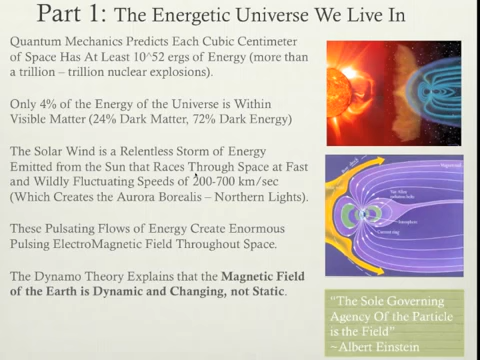 Part 1: The Energetic Universe We Live In
Quantum Mechanics Predicts Each Cubic Centimeter
of Space Has At Least 10^52 ergs of Energy (more than
a trillion – trillion nuclear explosions).
Only 4% of the Energy of the Universe is Within
Visible Matter (24% Dark Matter, 72% Dark Energy)
The Solar Wind is a Relentless Storm of Energy
Emitted from the Sun that Races Through Space at Fast
and Wildly Fluctuating Speeds of 200-700 km/sec
(Which Creates the Aurora Borealis – Northern Lights).
These Pulsating Flows of Energy Create Enormous
Pulsing ElectroMagnetic Field Throughout Space.
The Dynamo Theory Explains that the Magnetic Field
of the Earth is Dynamic and Changing, not Static.
“The Sole Governing
Agency Of the Particle
is the Field”
~Albert Einstein